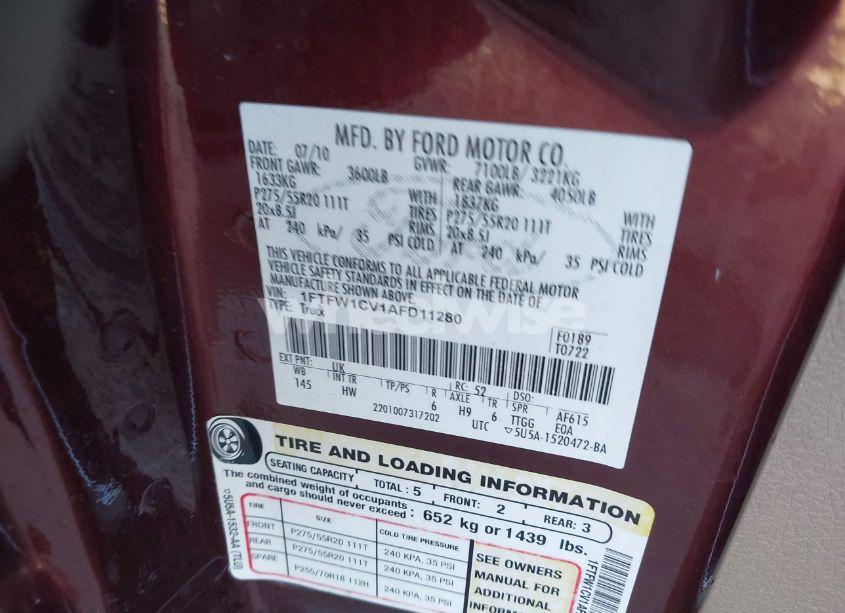 MFD. BY FORD MOTOR CO.
DATE: 07/10 GVWR: 7100LB/ 3221KG
FRONT GAWR: 3600LB REAR GAWR: 4050LB
1633KG WITH 1837KG WITH
P275/55R20 111T TIRES P275/55R20 111T TIRES
20x8.5J RIMS 20x8.5J RIMS
AT 240 kPa/ 35 PSI COLD AT 240 kPa/ 35 PSI COLD
THIS VEHICLE CONFORMS TO ALL APPLICABLE FEDERAL MOTOR
VEHICLE SAFETY STANDARDS IN EFFECT ON THE DATE OF
MANUFACTURE SHOWN ABOVE.
VIN: 1FTFW1CV1AFD11280
TYPE: Truck
F0189
T0722
wheelwise
EXT PNT: UK RC: 52 DSO:
WB INT TR TP/PS R AXLE TR SPR AF615
145 HW 6 H9 6 TTGG E0A
2201007317202 UTC ▽5U5A-1520472-BA
TIRE AND LOADING INFORMATION
SEATING CAPACITY TOTAL: 5 FRONT: 2 REAR: 3
The combined weight of occupants
and cargo should never exceed : 652 kg or 1439 lbs.
TIRE SIZE COLD TIRE PRESSURE
FRONT P275/55R20 111T 240 KPA, 35 PSI
REAR P275/55R20 111T 240 KPA, 35 PSI
SPARE P255/70R18 112H 240 KPA, 35 PSI
SEE OWNERS
MANUAL FOR
ADDITIONAL
INFORMATION
▽5U5A-1532-AA (TLU)